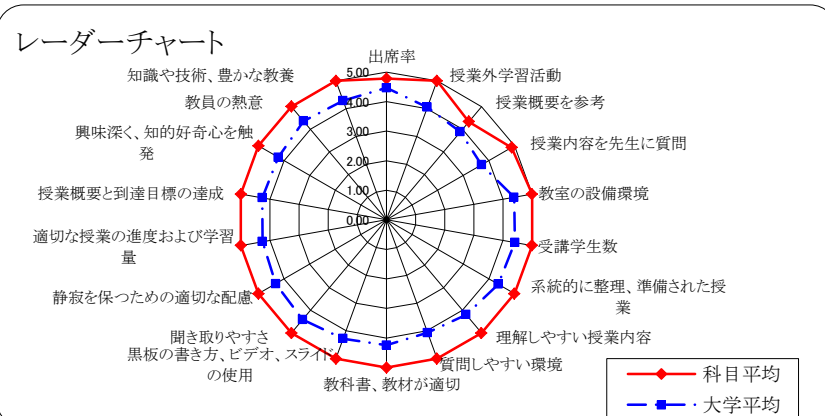 レーダーチャート
出席率
授業外学習活動
授業概要を参考
授業内容を先生に質問
教室の設備環境
受講学生数
系統的に整理、準備された授
業
理解しやすい授業内容
質問しやすい環境
教科書、教材が適切
黒板の書き方、ビデオ、スライド
の使用
聞き取りやすさ
静寂を保つための適切な配慮
適切な授業の進度および学習
量
授業概要と到達目標の達成
興味深く、知的好奇心を触
発
教員の熱意
知識や技術、豊かな教養
5.00
4.00
3.00
2.00
1.00
0.00
科目平均
大学平均